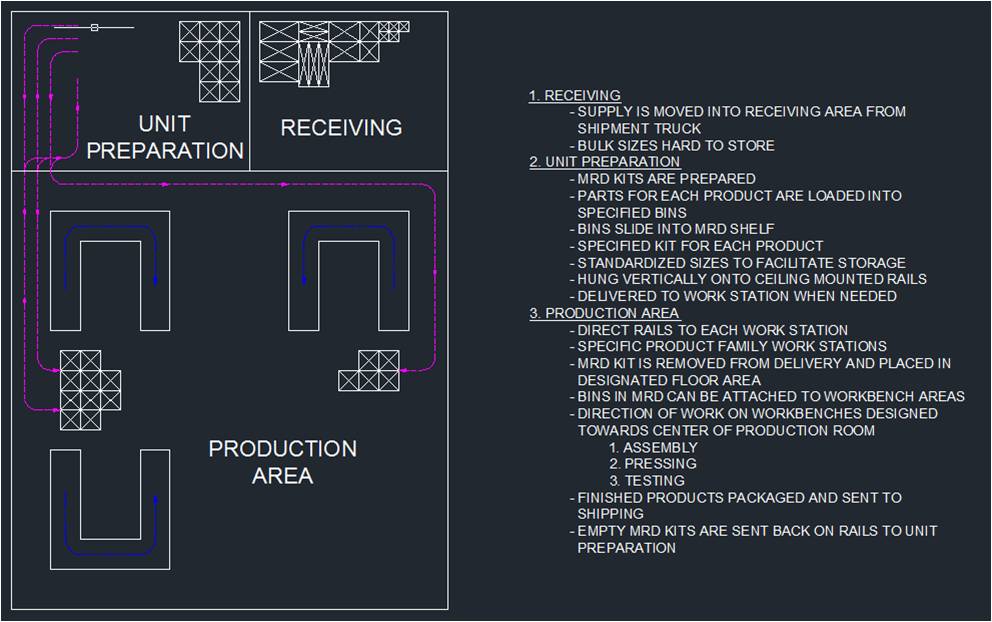 UNIT
PREPARATION
RECEIVING
PRODUCTION
AREA
1. RECEIVING
- SUPPLY IS MOVED INTO RECEIVING AREA FROM
SHIPMENT TRUCK
- BULK SIZES HARD TO STORE
2. UNIT PREPARATION
- MRD KITS ARE PREPARED
- PARTS FOR EACH PRODUCT ARE LOADED INTO
SPECIFIED BINS
- BINS SLIDE INTO MRD SHELF
- SPECIFIED KIT FOR EACH PRODUCT
- STANDARDIZED SIZES TO FACILITATE STORAGE
- HUNG VERTICALLY ONTO CEILING MOUNTED RAILS
- DELIVERED TO WORK STATION WHEN NEEDED
3. PRODUCTION AREA
- DIRECT RAILS TO EACH WORK STATION
- SPECIFIC PRODUCT FAMILY WORK STATIONS
- MRD KIT IS REMOVED FROM DELIVERY AND PLACED IN
DESIGNATED FLOOR AREA
- BINS IN MRD CAN BE ATTACHED TO WORKBENCH AREAS
- DIRECTION OF WORK ON WORKBENCHES DESIGNED
TOWARDS CENTER OF PRODUCTION ROOM
1. ASSEMBLY
2. PRESSING
3. TESTING
- FINISHED PRODUCTS PACKAGED AND SENT TO
SHIPPING
- EMPTY MRD KITS ARE SENT BACK ON RAILS TO UNIT
PREPARATION